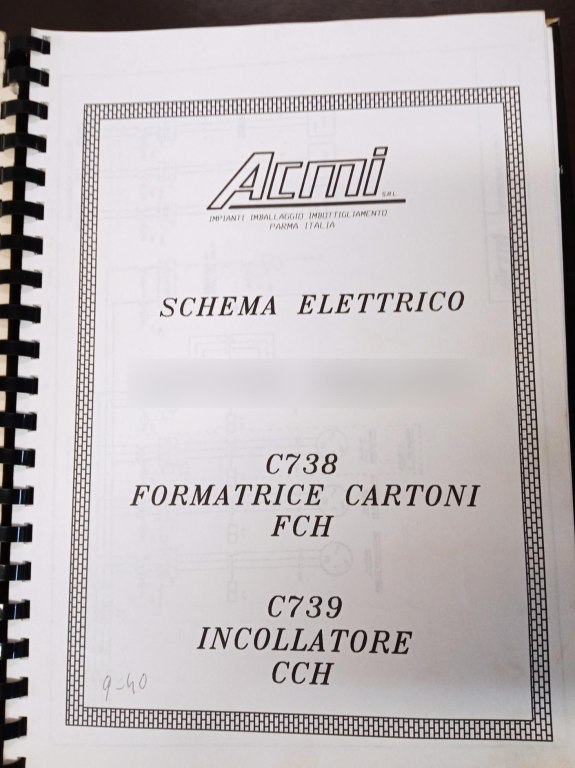 Acmi S.R.L.
IMPIANTI IMBALLAGGIO IMBOTTIGLIAMENTO
PARMA ITALIA
SCHEMA ELETTRICO
C738
FORMATRICE CARTONI
FCH
C739
INCOLLATORE
CCH
9-40